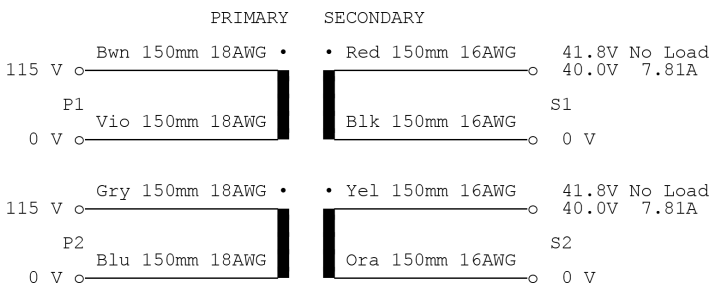 PRIMARY SECONDARY
Bwn 150mm 18AWG • • Red 150mm 16AWG 41.8V No Load
115 V 40.0V 7.81A
P1 S1
Vio 150mm 18AWG Blk 150mm 16AWG
0 V 0 V
Gry 150mm 18AWG • • Yel 150mm 16AWG 41.8V No Load
115 V 40.0V 7.81A
P2 S2
Blu 150mm 18AWG Ora 150mm 16AWG
0 V 0 V